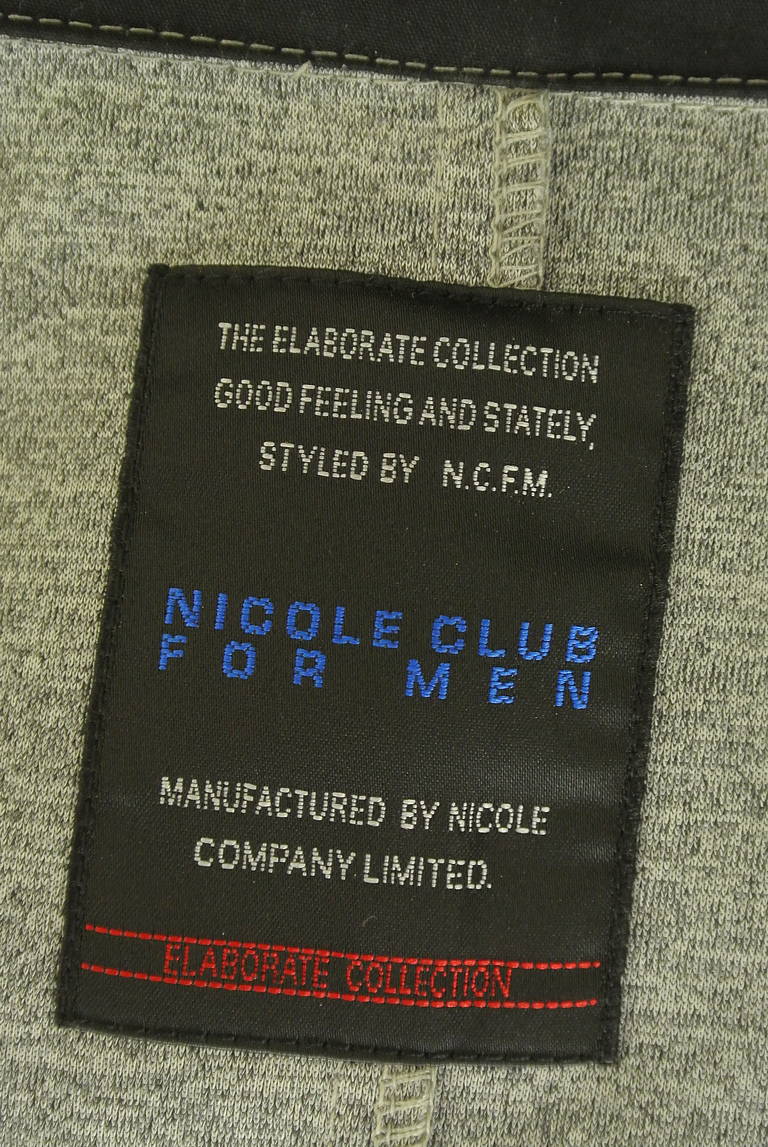 THE ELABORATE COLLECTION
GOOD FEELING AND STATELY,
STYLED BY N.C.F.M.
NICOLE CLUB
FOR MEN
MANUFACTURED BY NICOLE
COMPANY LIMITED.
ELABORATE COLLECTION